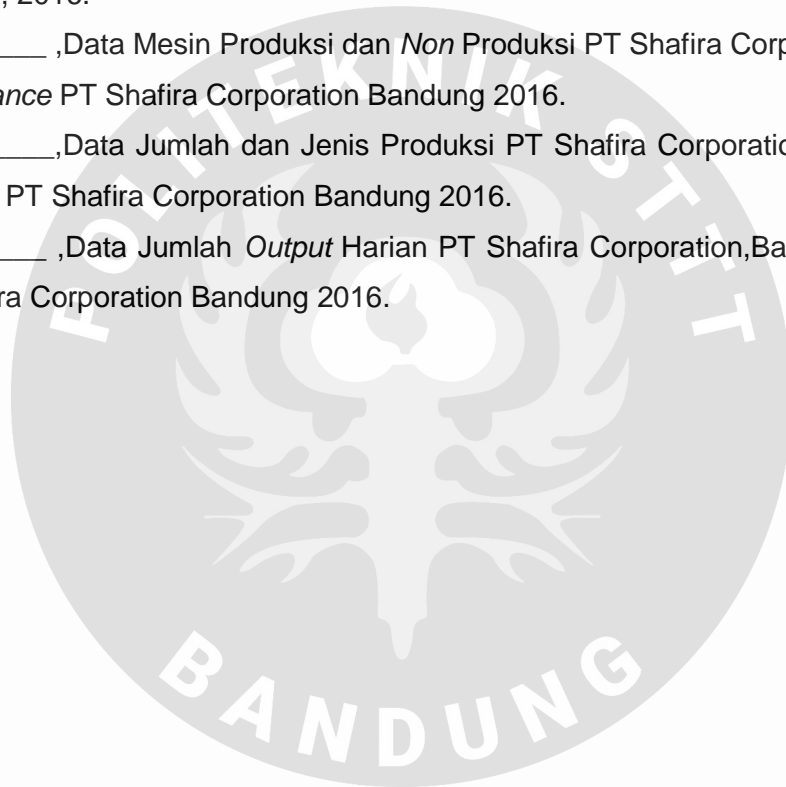 , 2016.
___ ,Data Mesin Produksi dan Non Produksi PT Shafira Corp
ance PT Shafira Corporation Bandung 2016.
___,Data Jumlah dan Jenis Produksi PT Shafira Corporatio
PT Shafira Corporation Bandung 2016.
___ ,Data Jumlah Output Harian PT Shafira Corporation,Ba
ra Corporation Bandung 2016.
POLITEKNIK STTT
BANDUNG